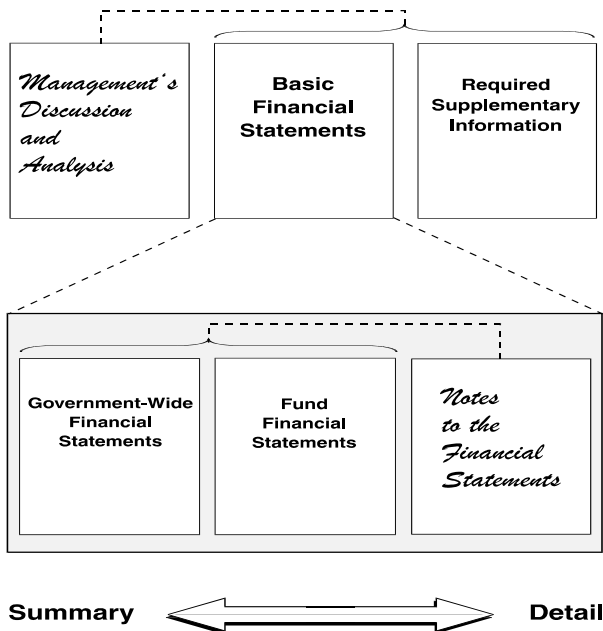 Management's
Discussion
and
Analysis
Basic
Financial
Statements
Required
Supplementary
Information
Government-Wide
Financial
Statements
Fund
Financial
Statements
Notes
to the
Financial
Statements
Summary
Detail